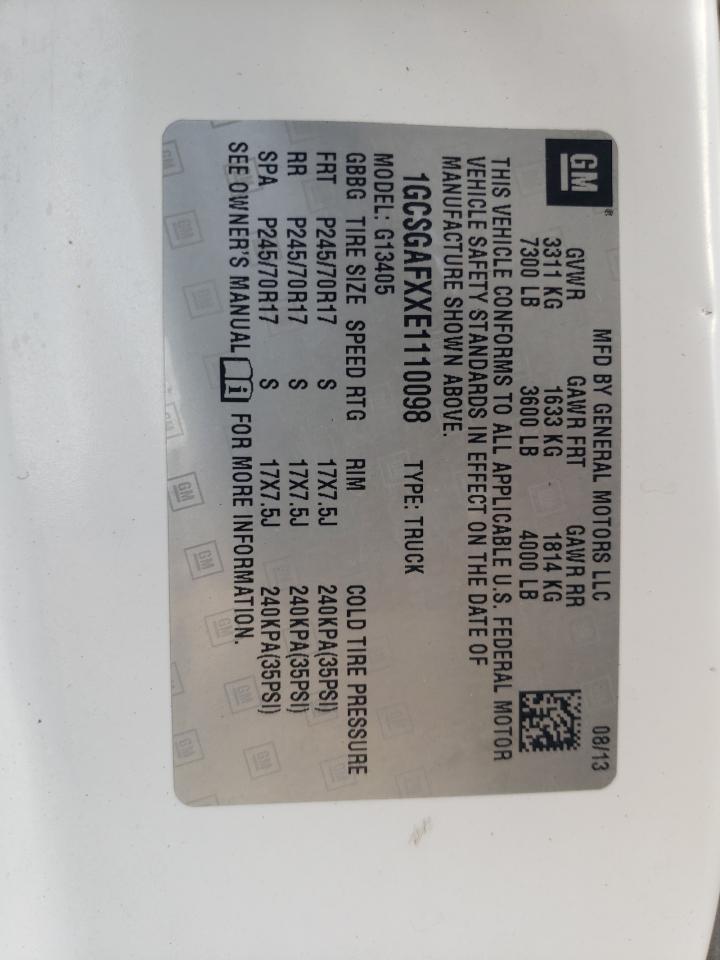 GM
MFD BY GENERAL MOTORS LLC 08/13
GVWR GAWR FRT GAWR RR
3311 KG 1633 KG 1814 KG
7300 LB 3600 LB 4000 LB
THIS VEHICLE CONFORMS TO ALL APPLICABLE U.S. FEDERAL MOTOR
VEHICLE SAFETY STANDARDS IN EFFECT ON THE DATE OF
MANUFACTURE SHOWN ABOVE.
1GCSGAFXXE1110098 TYPE: TRUCK
MODEL: G13405
GBBG TIRE SIZE SPEED RTG RIM COLD TIRE PRESSURE
FRT P245/70R17 S 17X7.5J 240KPA(35PSI)
RR P245/70R17 S 17X7.5J 240KPA(35PSI)
SPA P245/70R17 S 17X7.5J 240KPA(35PSI)
SEE OWNER'S MANUAL i FOR MORE INFORMATION.